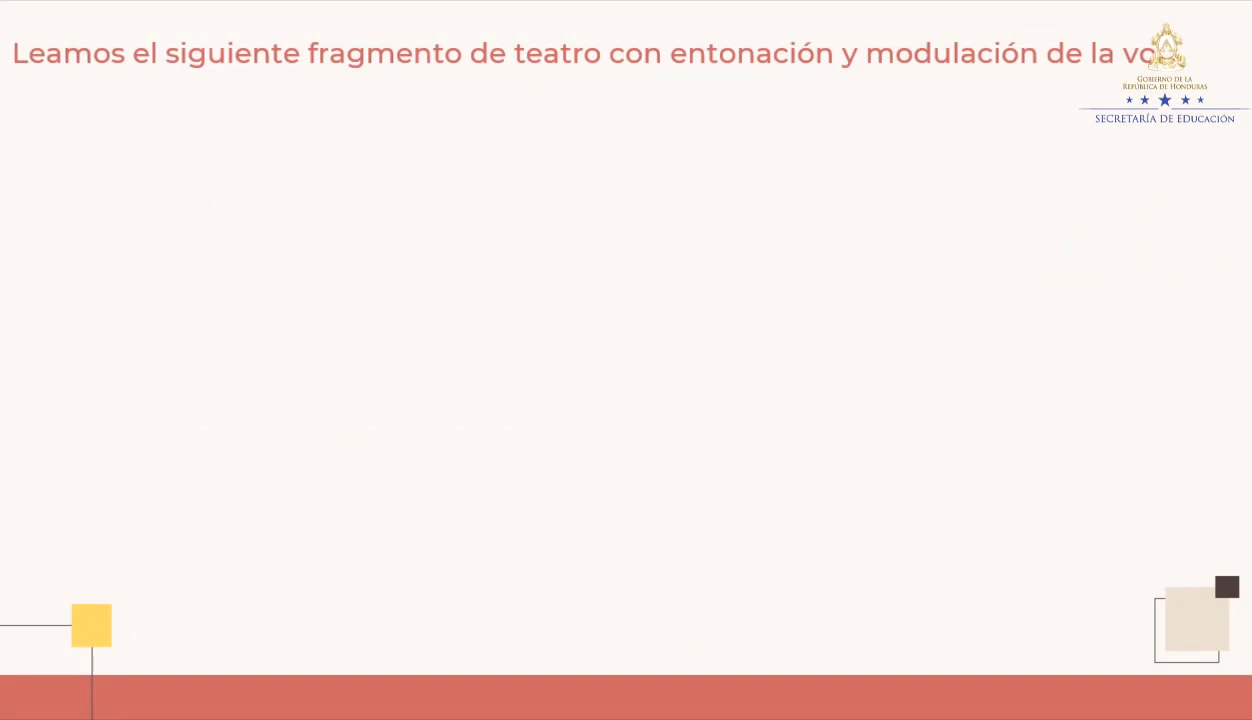 Leamos el siguiente fragmento de teatro con entonación y modulación de la vo
GOBIERNO DE LA
REPÚBLICA DE HONDURAS
SECRETARÍA DE EDUCACIÓN